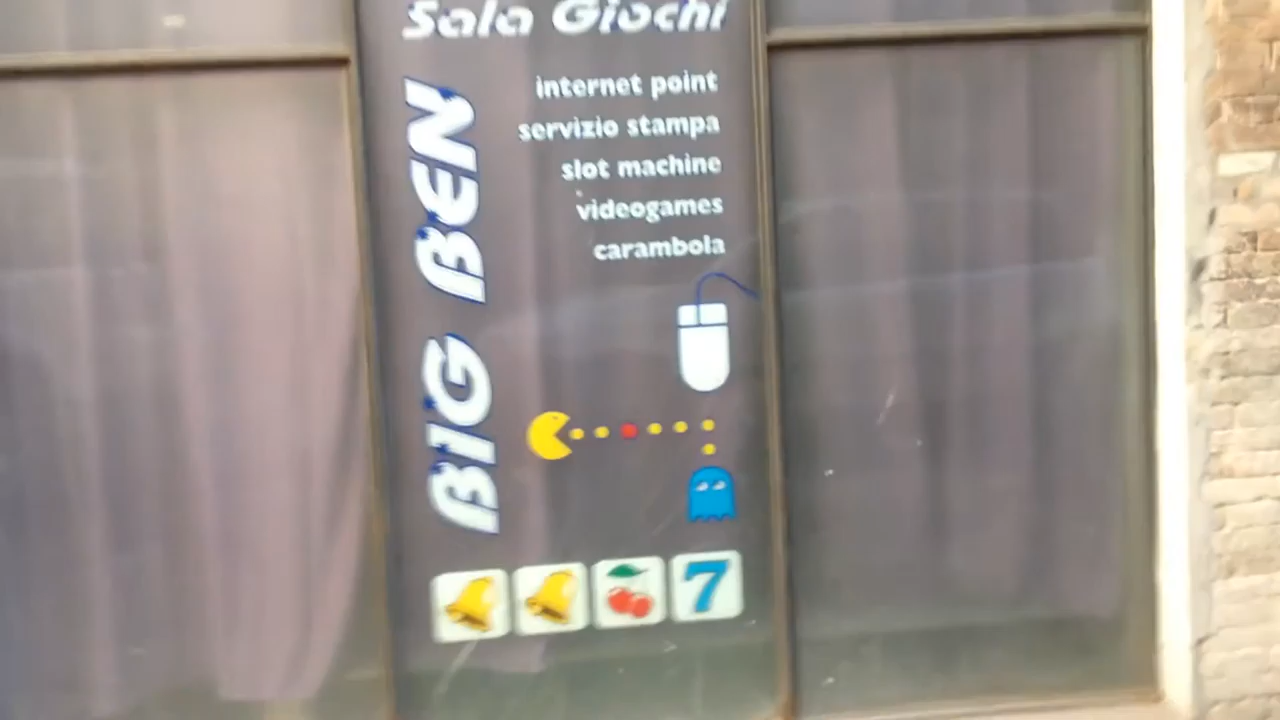 Sala Giochi
BIG BEN
internet point
servizio stampa
slot machine
videogames
carambola
7